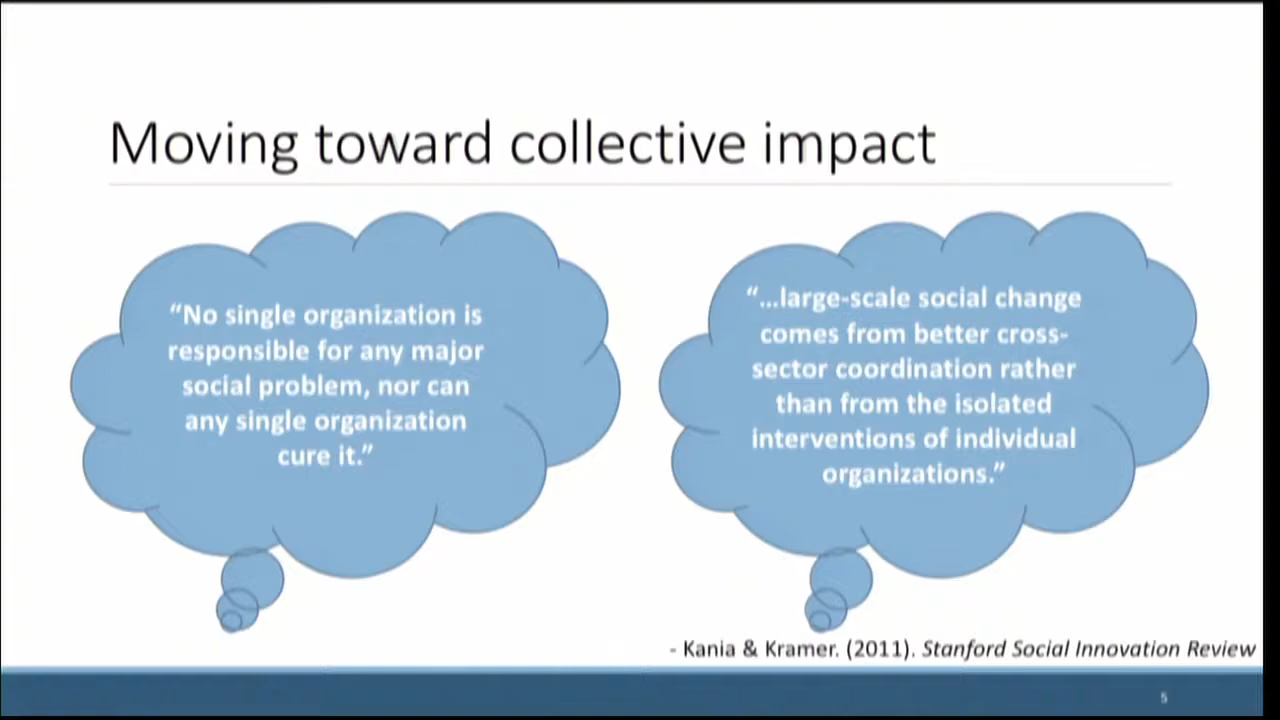 Moving toward collective impact
“No single organization is
responsible for any major
social problem, nor can
any single organization
cure it.”
“...large-scale social change
comes from better cross-
sector coordination rather
than from the isolated
interventions of individual
organizations.”
- Kania & Kramer. (2011). Stanford Social Innovation Review
5